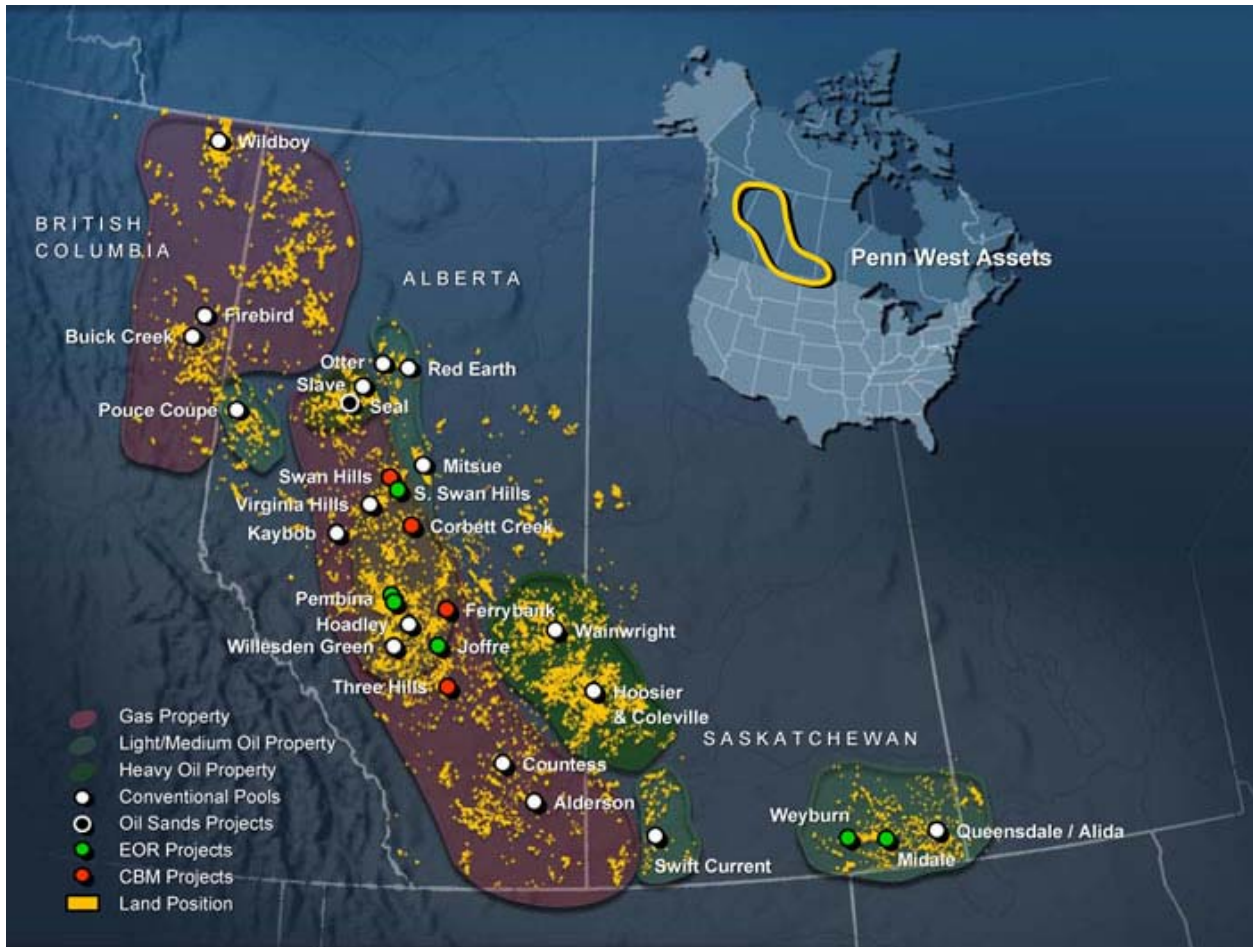 Wildboy
BRITISH
COLUMBIA
Penn West Assets
ALBERTA
Firebird
Buick Creek
Otter
Red Earth
Slave
Seal
Pouce Coupe
Mitsue
Swan Hills
S. Swan Hills
Virginia Hills
Corbett Creek
Kaybob
Pembina
Ferrybank
Hoadley
Wainwright
Willesden Green
Joffre
Three Hills
Hoosier
& Coleville
SASKATCHEWAN
Countess
Alderson
Weyburn
Queensdale / Alida
Midale
Swift Current
Gas Property
Light/Medium Oil Property
Heavy Oil Property
Conventional Pools
Oil Sands Projects
EOR Projects
CBM Projects
Land Position